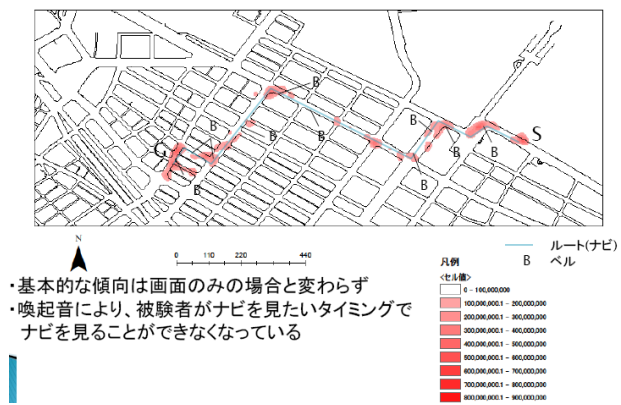 B
B
B
B
S
B
B
B
B
N
0 110 220 440
・基本的な傾向は画面のみの場合と変わらず
・喚起音により、被験者がナビを見たいタイミングで
ナビを見ることができなくなっている
ルート(ナビ)
凡例 B ベル
<セル値>
0 - 100,000,000
100,000,000.1 - 200,000,000
200,000,000.1 - 300,000,000
300,000,000.1 - 400,000,000
400,000,000.1 - 500,000,000
500,000,000.1 - 600,000,000
600,000,000.1 - 700,000,000
700,000,000.1 - 800,000,000
800,000,000.1 - 900,000,000